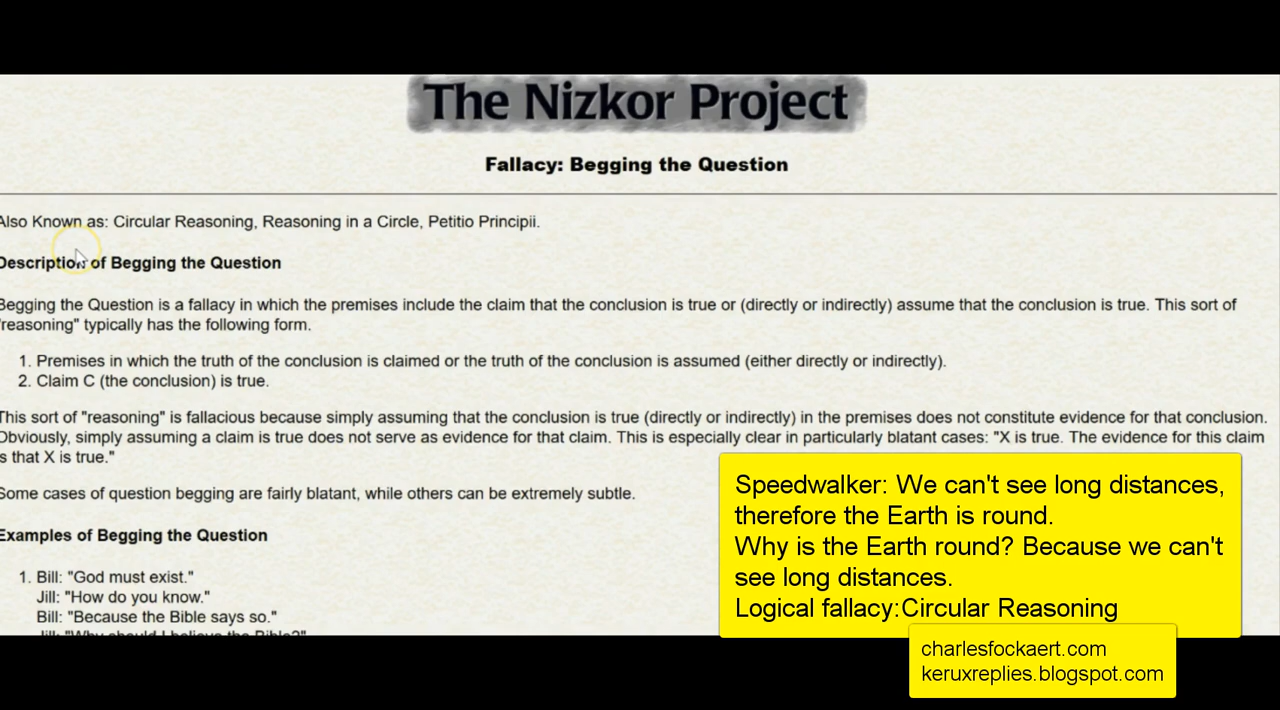 The Nizkor Project
Fallacy: Begging the Question
Also Known as: Circular Reasoning, Reasoning in a Circle, Petitio Principii.
Description of Begging the Question
Begging the Question is a fallacy in which the premises include the claim that the conclusion is true or (directly or indirectly) assume that the conclusion is true. This sort of
"reasoning" typically has the following form.
1. Premises in which the truth of the conclusion is claimed or the truth of the conclusion is assumed (either directly or indirectly).
2. Claim C (the conclusion) is true.
This sort of "reasoning" is fallacious because simply assuming that the conclusion is true (directly or indirectly) in the premises does not constitute evidence for that conclusion.
Obviously, simply assuming a claim is true does not serve as evidence for that claim. This is especially clear in particularly blatant cases: "X is true. The evidence for this claim
is that X is true."
Some cases of question begging are fairly blatant, while others can be extremely subtle.
Examples of Begging the Question
1. Bill: "God must exist."
Jill: "How do you know."
Bill: "Because the Bible says so."
Jill: "Why should I believe the Bible?"
Speedwalker: We can't see long distances,
therefore the Earth is round.
Why is the Earth round? Because we can't
see long distances.
Logical fallacy:Circular Reasoning
charlesfockaert.com
keruxreplies.blogspot.com